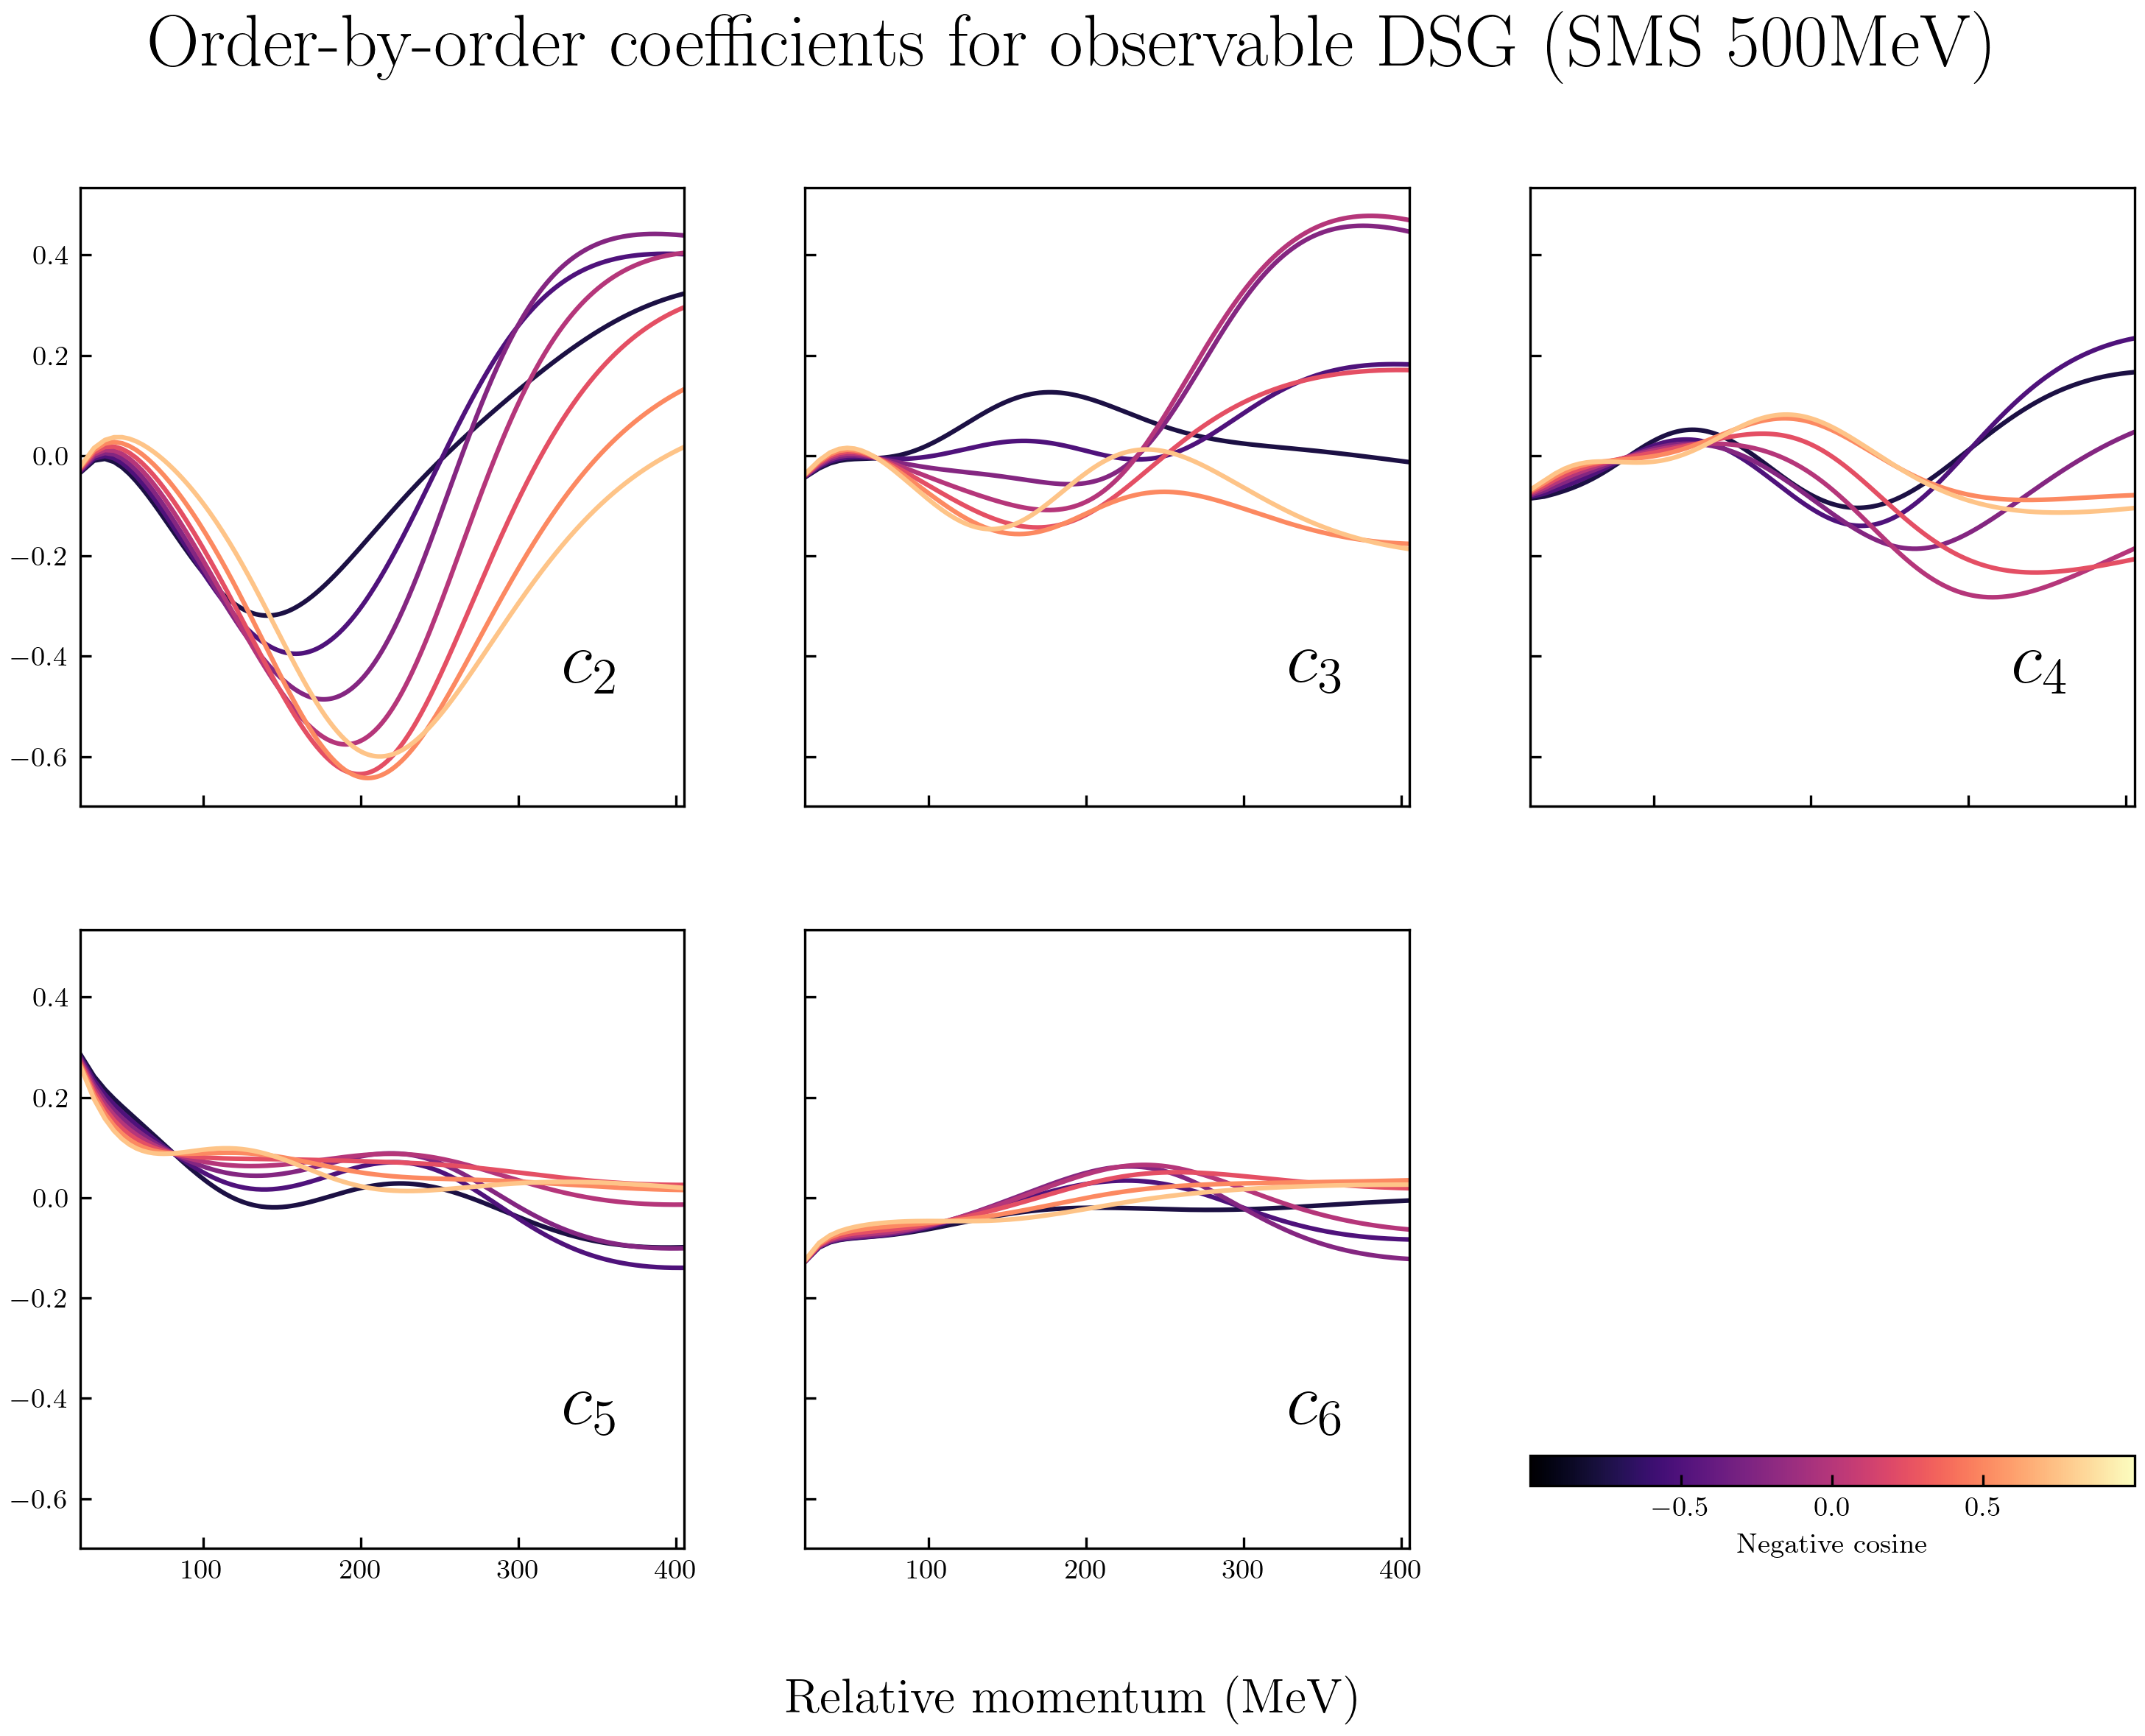 Order-by-order coefficients for observable DSG (SMS 500MeV)
0.4
0.2
0.0
−0.2
−0.4
−0.6
c2
c3
c4
0.4
0.2
0.0
−0.2
−0.4
−0.6
c5
c6
100 200 300 400
100 200 300 400
−0.5 0.0 0.5
Negative cosine
Relative momentum (MeV)